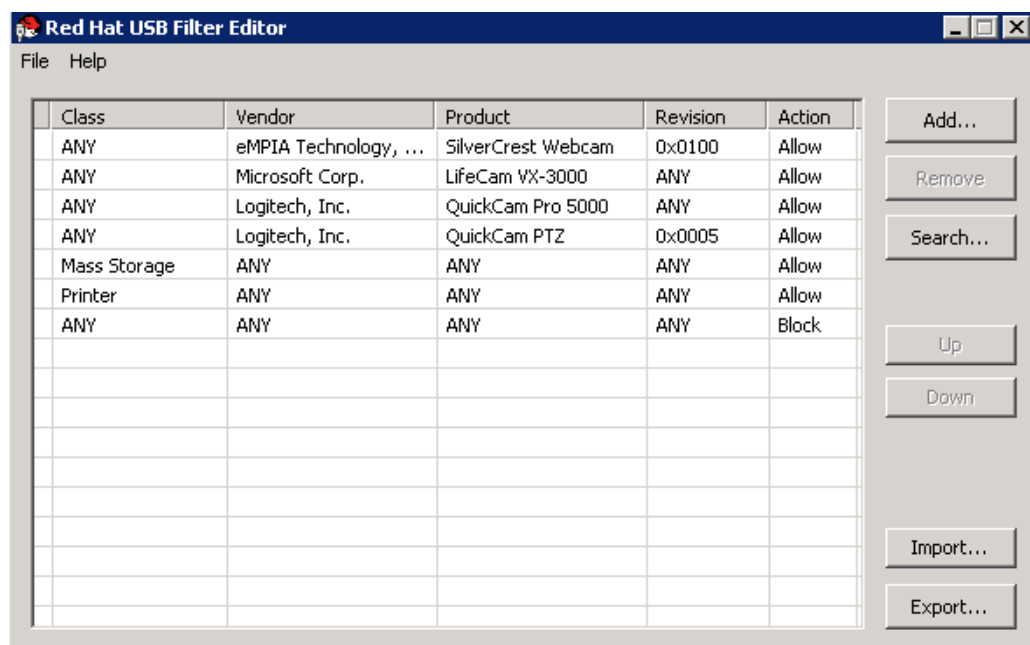 Red Hat USB Filter Editor
File Help
Class Vendor Product Revision Action
ANY eMPIA Technology, ... SilverCrest Webcam 0x0100 Allow
ANY Microsoft Corp. LifeCam VX-3000 ANY Allow
ANY Logitech, Inc. QuickCam Pro 5000 ANY Allow
ANY Logitech, Inc. QuickCam PTZ 0x0005 Allow
Mass Storage ANY ANY ANY Allow
Printer ANY ANY ANY Allow
ANY ANY ANY ANY Block
Add...
Remove
Search...
Up
Down
Import...
Export...